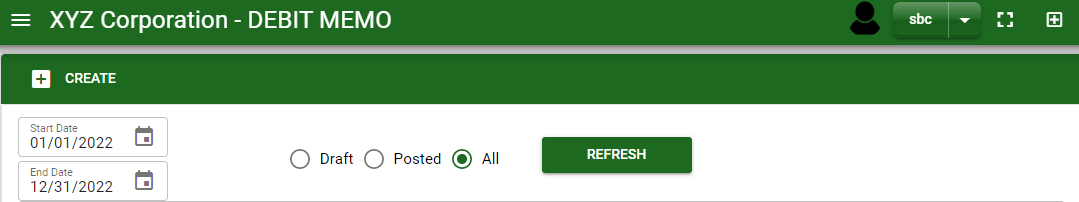 XYZ Corporation - DEBIT MEMO
sbc
CREATE
Start Date
01/01/2022
Draft
Posted
All
REFRESH
End Date
12/31/2022